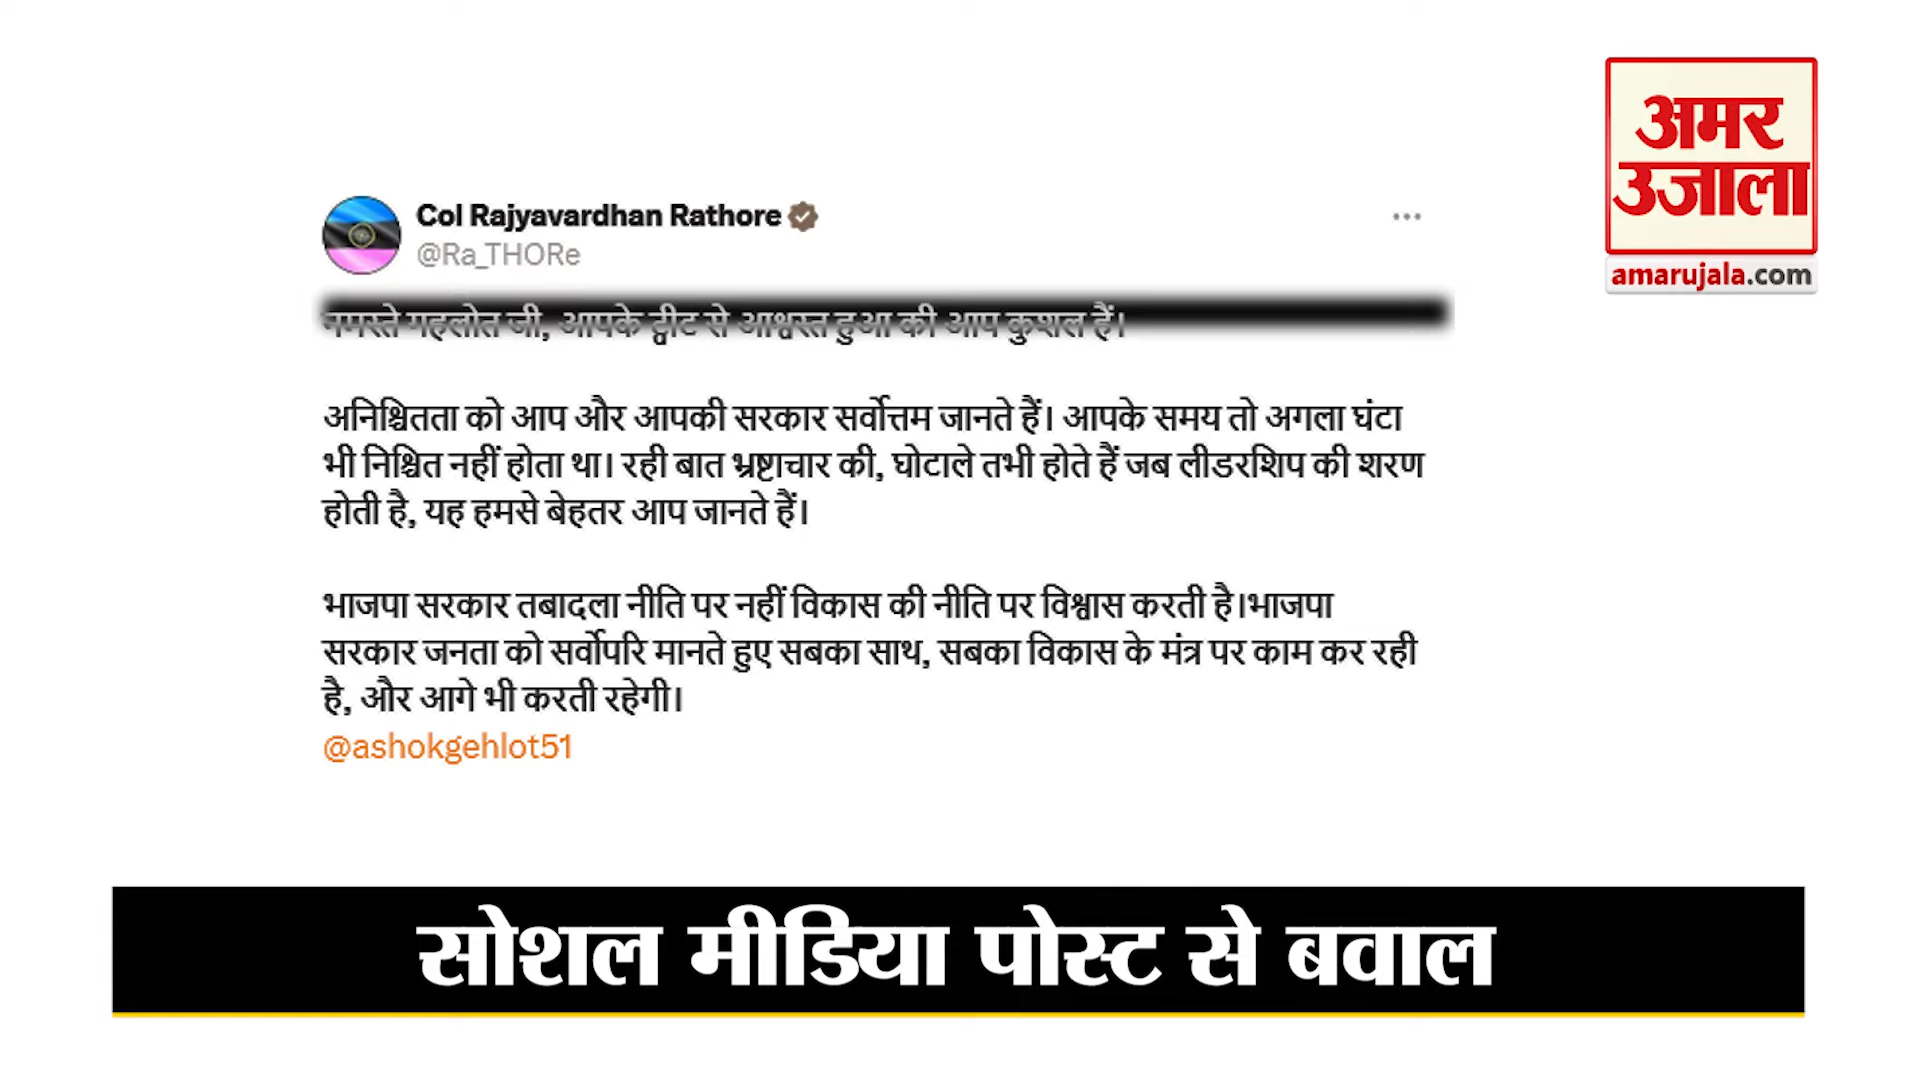 अमर
उजाला
amarujala.com
Col Rajyavardhan Rathore
@Ra_THORe
नमस्ते गहलोत जी, आपके ट्वीट से आश्वस्त हुआ की आप कुशल हैं।
अनिश्चितता को आप और आपकी सरकार सर्वोत्तम जानते हैं। आपके समय तो अगला घंटा
भी निश्चित नहीं होता था। रही बात भ्रष्टाचार की, घोटाले तभी होते हैं जब लीडरशिप की शरण
होती है, यह हमसे बेहतर आप जानते हैं।
भाजपा सरकार तबादला नीति पर नहीं विकास की नीति पर विश्वास करती है।भाजपा
सरकार जनता को सर्वोपरि मानते हुए सबका साथ, सबका विकास के मंत्र पर काम कर रही
है, और आगे भी करती रहेगी।
@ashokgehlot51
सोशल मीडिया पोस्ट से बवाल